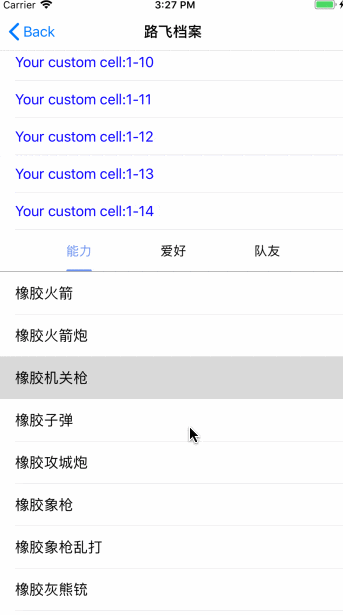 Carrier 3:27 PM
Back 路飞档案
Your custom cell:1-10
Your custom cell:1-11
Your custom cell:1-12
Your custom cell:1-13
Your custom cell:1-14
能力 爱好 队友
橡胶火箭
橡胶火箭炮
橡胶机关枪
橡胶子弹
橡胶攻城炮
橡胶象枪
橡胶象枪乱打
橡胶灰熊铳